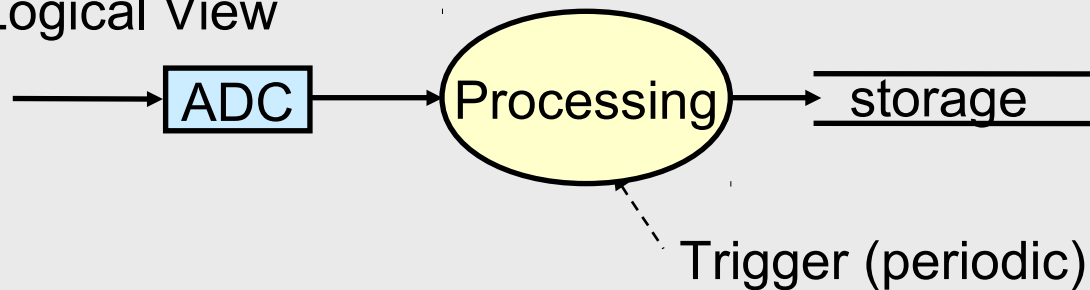 Logical View
ADC
Processing
storage
Trigger (periodic)